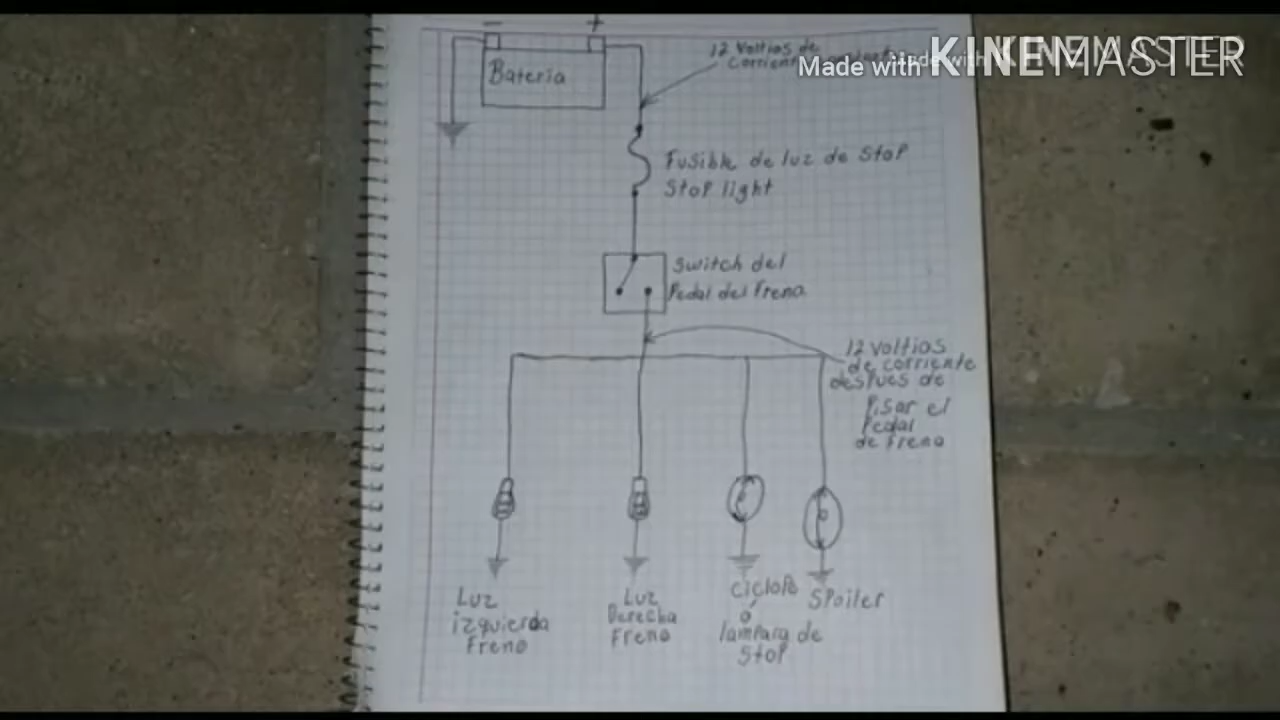 - +
Batería
12 Voltios de
Corriente
Made with KINEMASTER
Fusible de luz de Stop
Stop light
Switch del
Pedal del Freno
12 voltios
de corriente
despues de
Pisar el
Pedal
de Freno
Luz
izquierda
Freno
Luz
Derecha
Freno
Ciclope
ó
lampara de
Stop
Spoiler